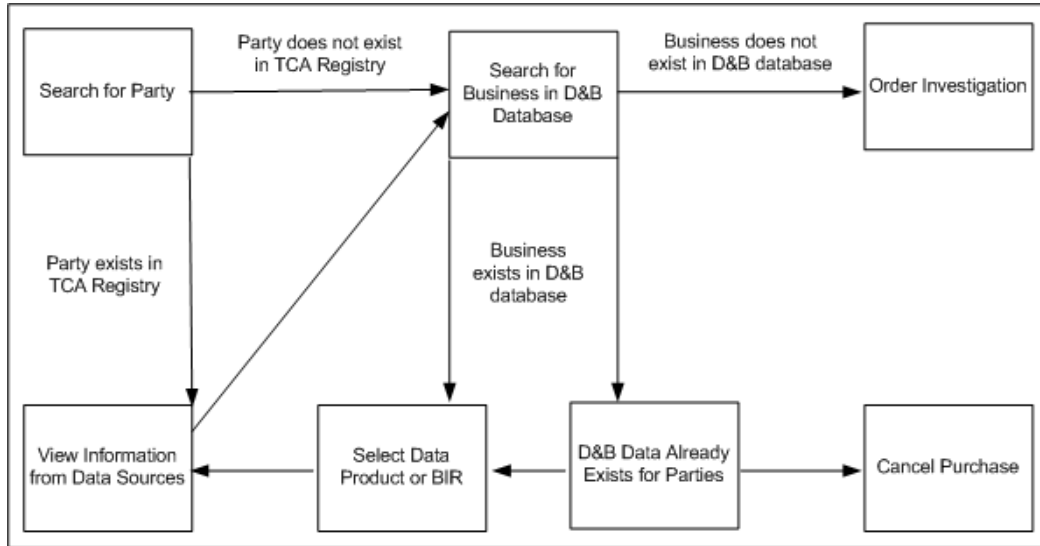 Party does not exist
in TCA Registry
Business does not
exist in D&B database
Search for Party
Search for
Business in D&B
Database
Order Investigation
Party exists in
TCA Registry
Business
exists in D&B
database
View Information
from Data Sources
Select Data
Product or BIR
D&B Data Already
Exists for Parties
Cancel Purchase